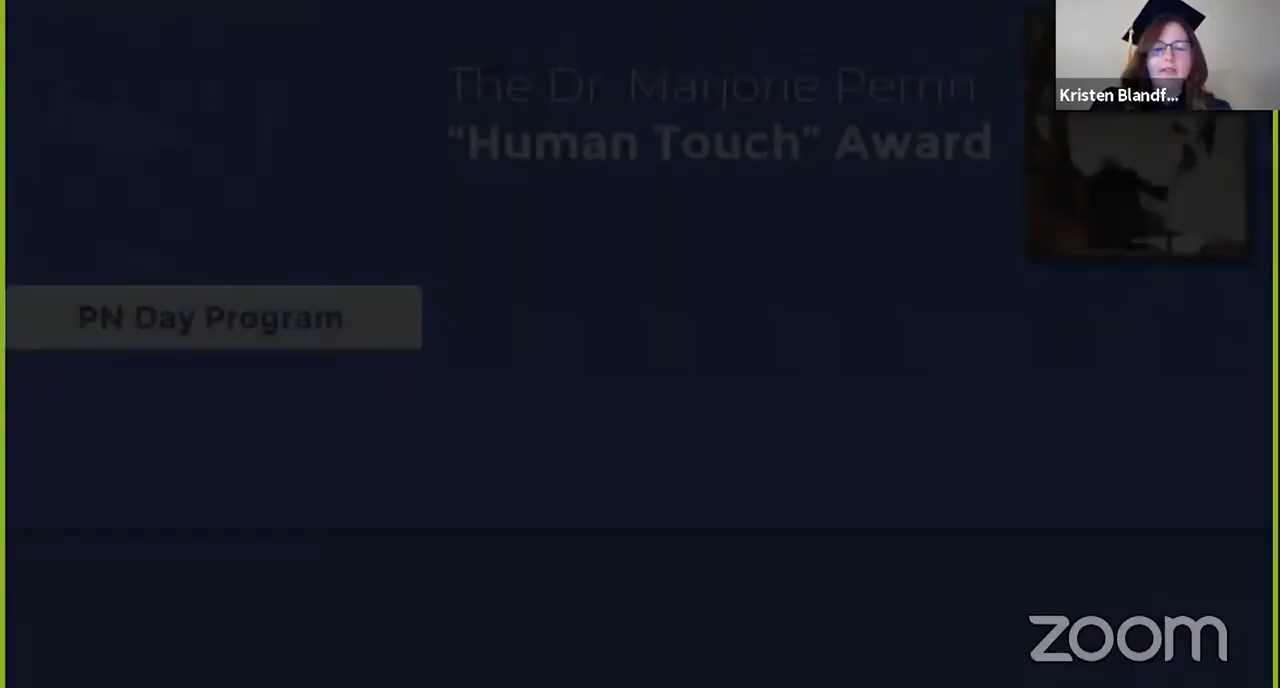 The Dr. Marjorie Perrin
“Human Touch” Award
Kristen Blandf...
PN Day Program
zoom